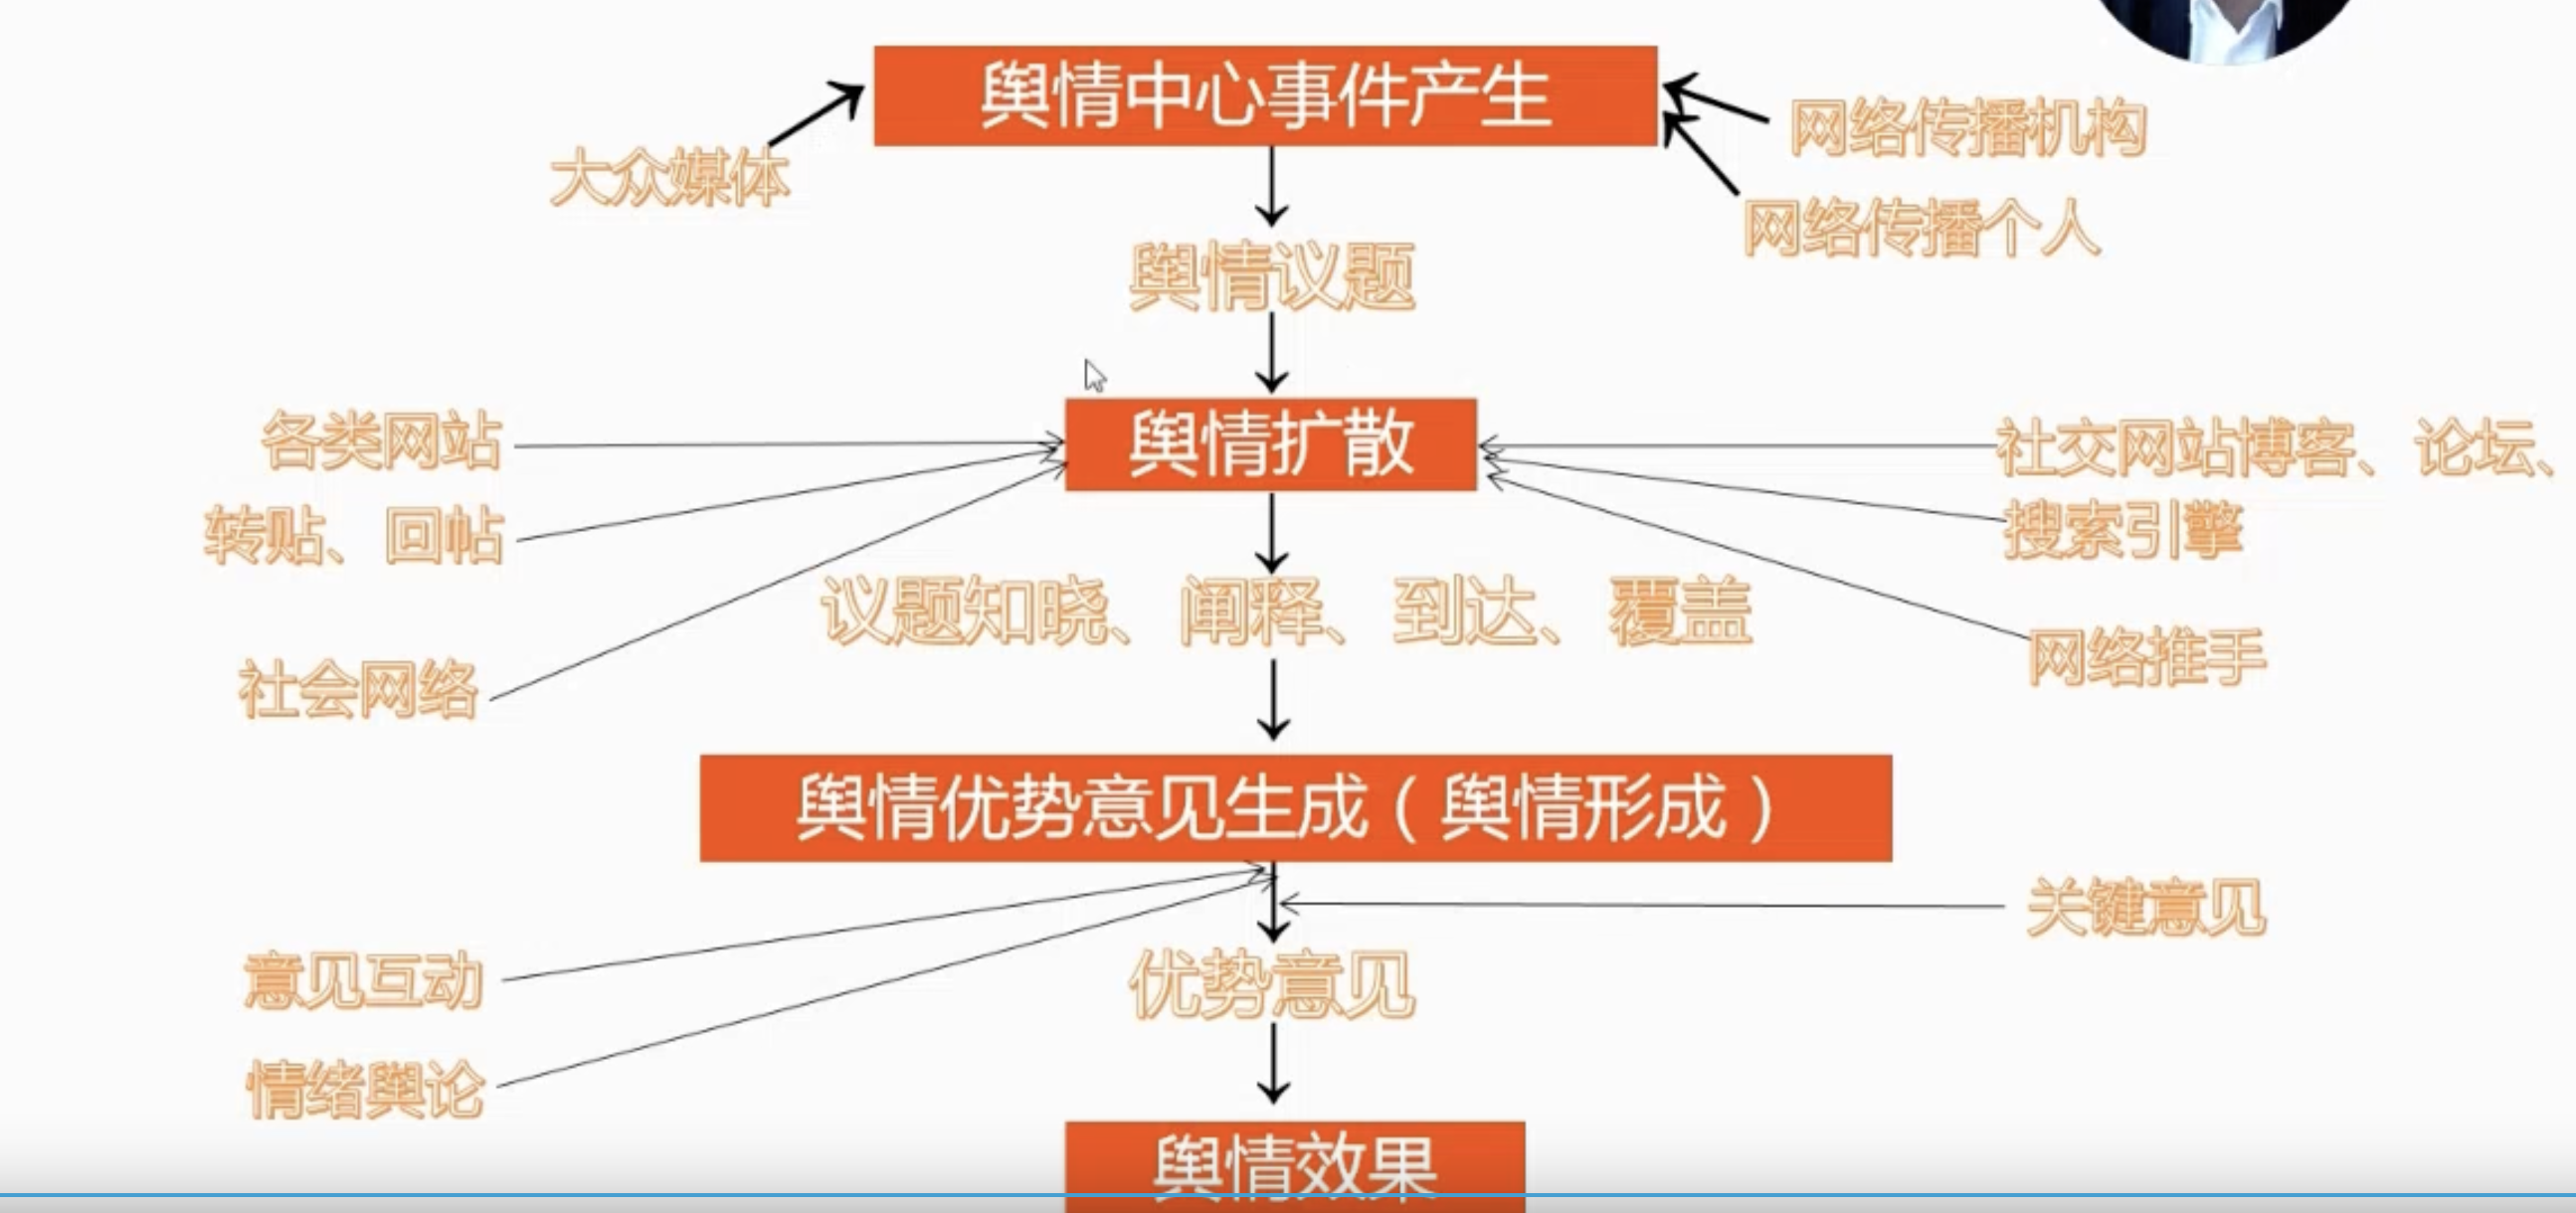 舆情中心事件产生
网络传播机构
大众媒体
网络传播个人
舆情议题
各类网站
舆情扩散
社交网站博客、论坛、
转贴、回帖
搜索引擎
议题知晓、阐释、到达、覆盖
网络推手
社会网络
舆情优势意见生成（舆情形成）
关键意见
意见互动
优势意见
情绪舆论
舆情效果